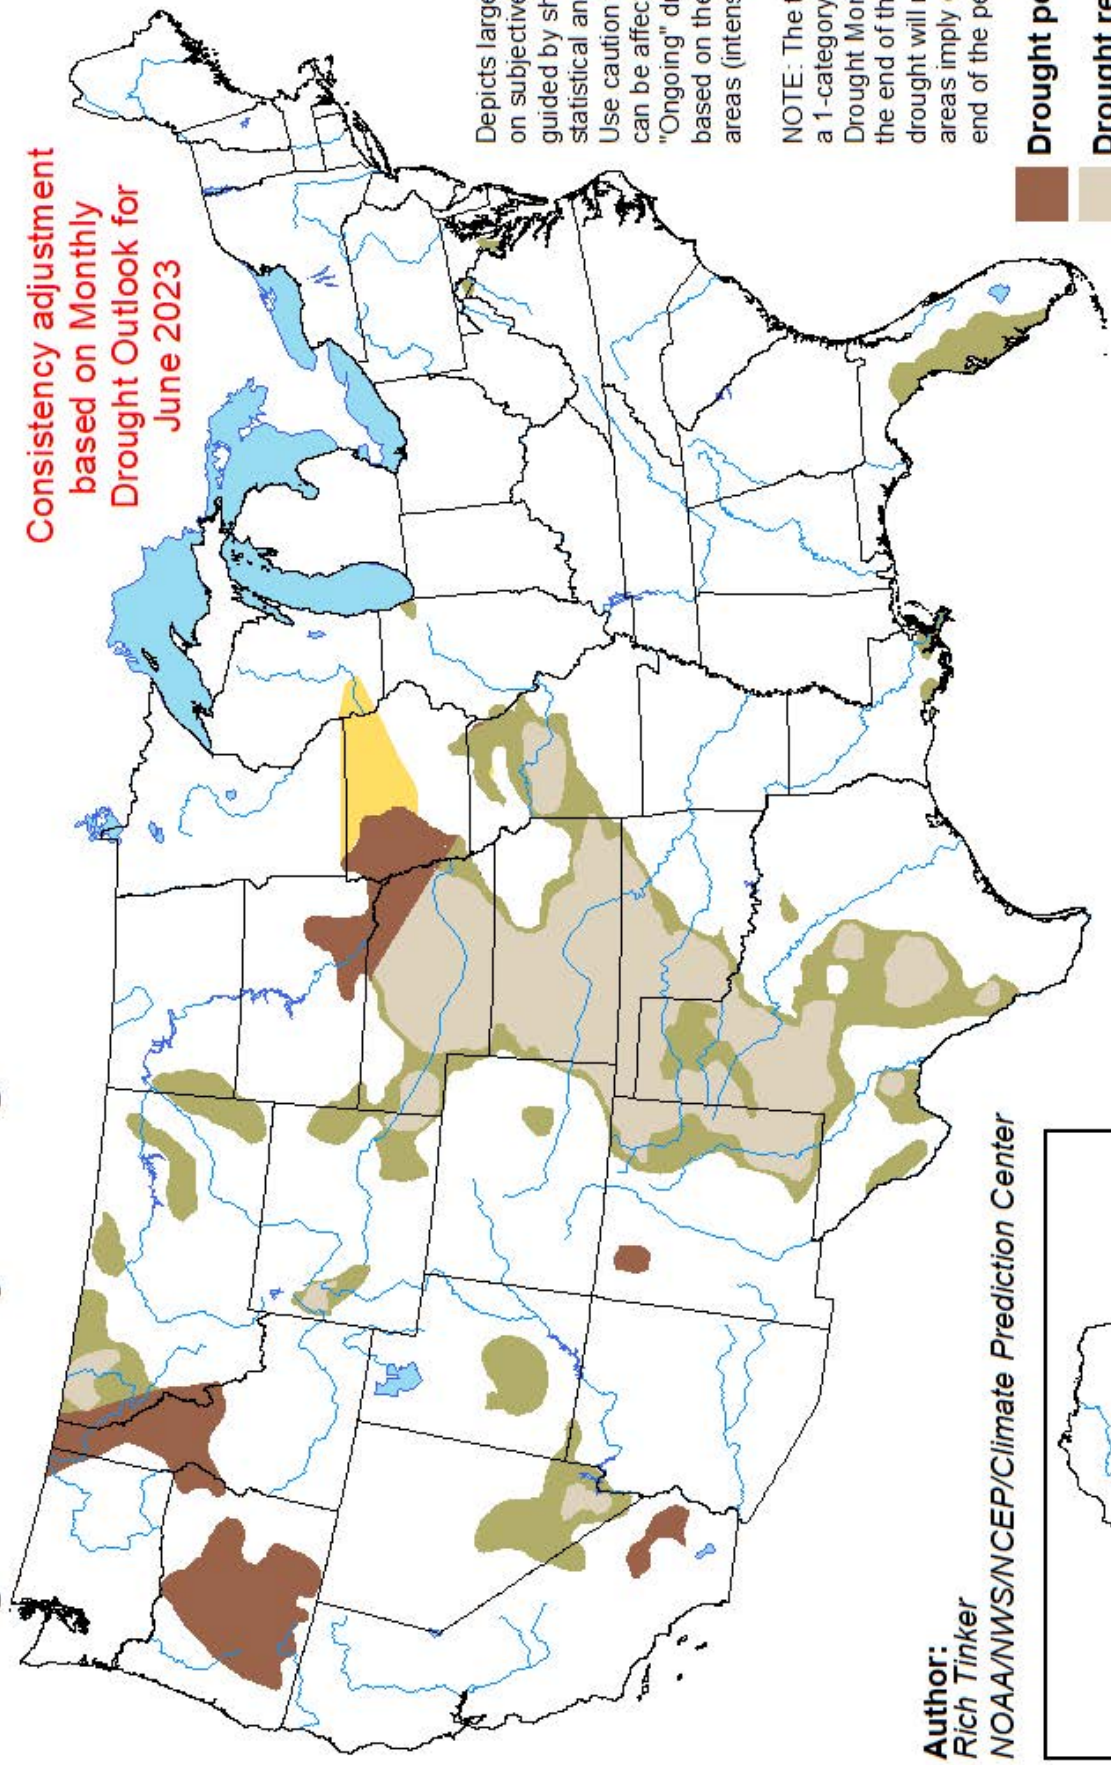 Consistency adjustment
based on Monthly
Drought Outlook for
June 2023
Depicts large
on subjective
guided by sh
statistical an
Use caution
can be affec
"Ongoing" dr
based on the
areas (intens
NOTE: The t
a 1-category
Drought Mor
the end of th
drought will r
areas imply
end of the pe
Drought pe
Drought re
Author:
Rich Tinker
NOAA/NWS/NCEP/Climate Prediction Center